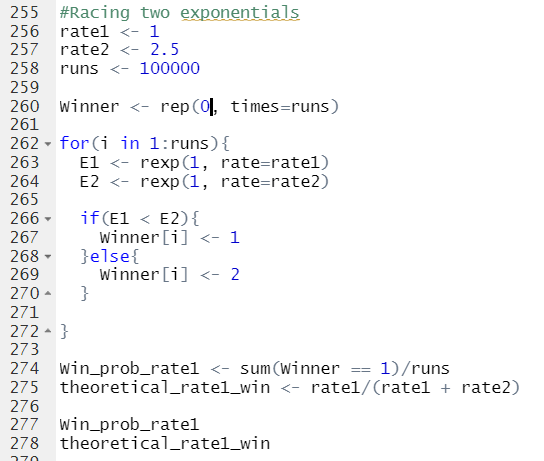 255 #Racing two exponentials
256 rate1 <- 1
257 rate2 <- 2.5
258 runs <- 100000
259
260 Winner <- rep(0, times=runs)
261
262 for(i in 1:runs){
263   E1 <- rexp(1, rate=rate1)
264   E2 <- rexp(1, rate=rate2)
265
266   if(E1 < E2){
267     Winner[i] <- 1
268   }else{
269     Winner[i] <- 2
270   }
271
272 }
273
274 Win_prob_rate1 <- sum(Winner == 1)/runs
275 theoretical_rate1_win <- rate1/(rate1 + rate2)
276
277 Win_prob_rate1
278 theoretical_rate1_win